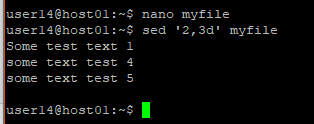 user14@host01:~$ nano myfile
user14@host01:~$ sed '2,3d' myfile
Some test text 1
some test text 4
some test text 5
user14@host01:~$